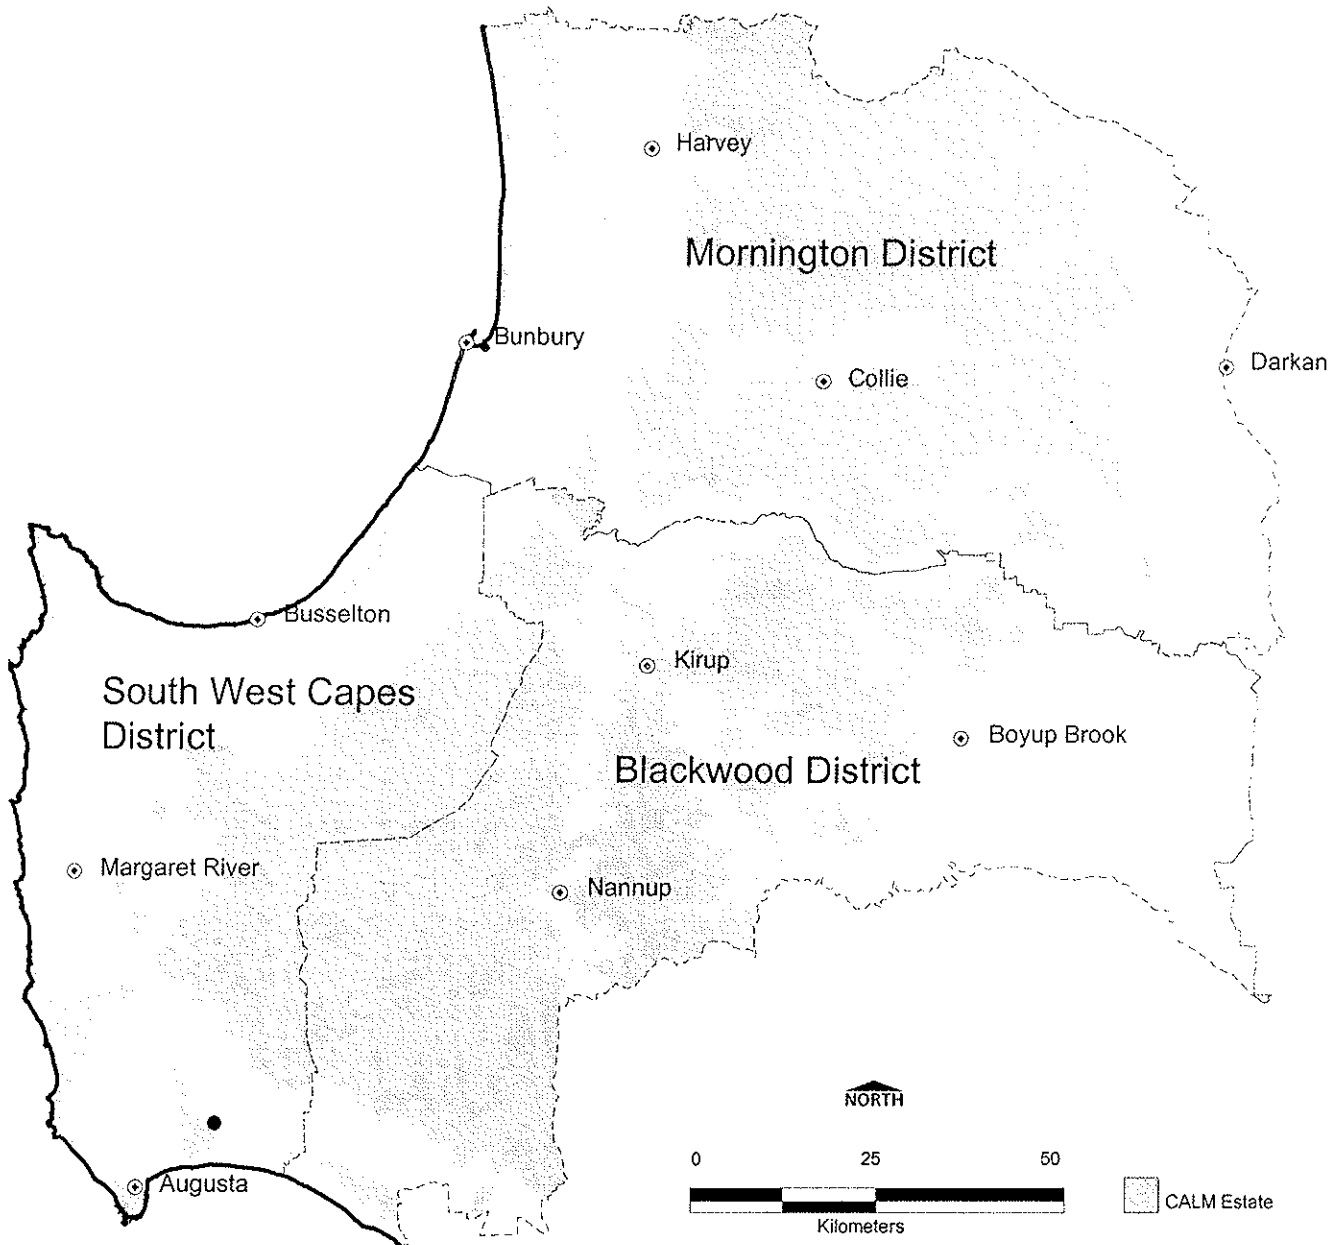 Harvey
Mornington District
Bunbury
Darkan
Collie
Busselton
Kirup
South West Capes
District
Boyup Brook
Blackwood District
Margaret River
Nannup
NORTH
0 25 50
Augusta
CALM Estate
Kilometers